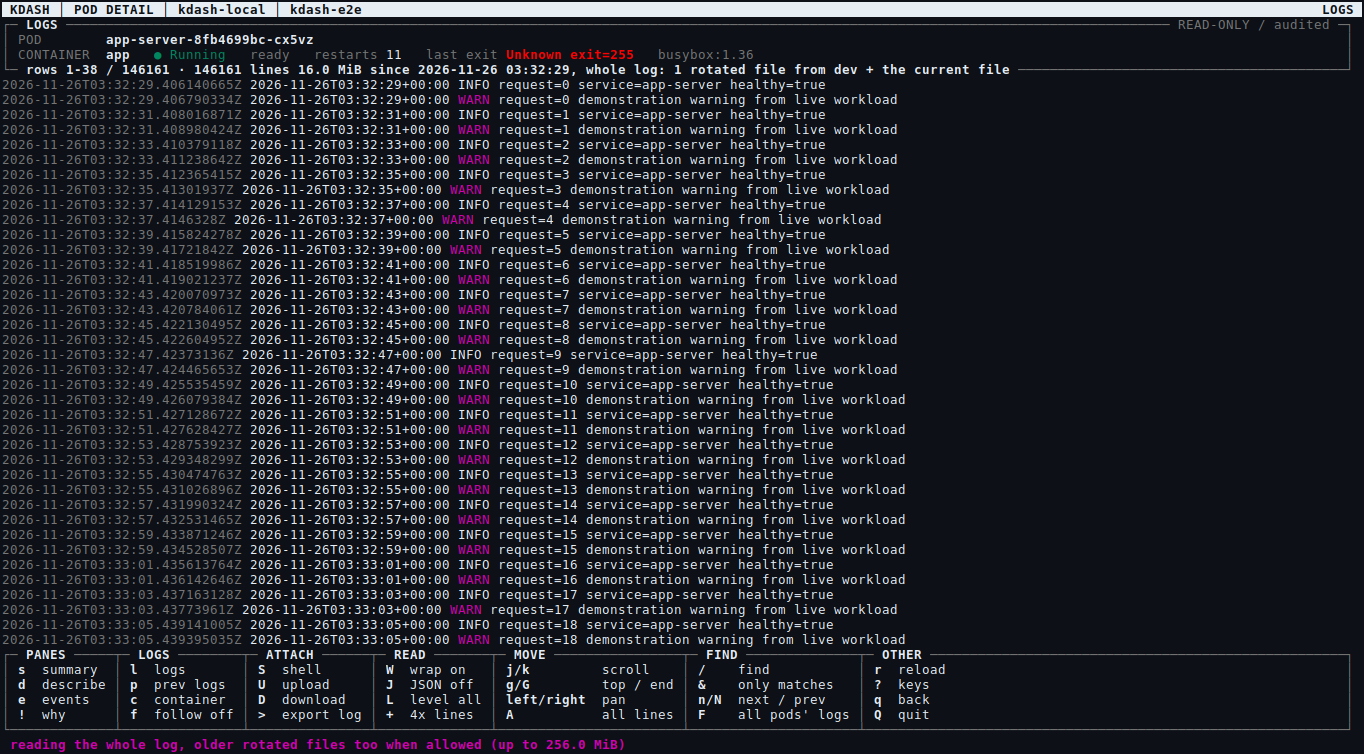 KDASH │ POD DETAIL │ kdash-local │ kdash-e2e LOGS
LOGS READ-ONLY / audited
POD app-server-8fb4699bc-cx5vz
CONTAINER app ● Running ready restarts 11 last exit Unknown exit=255 busybox:1.36
rows 1-38 / 146161 · 146161 lines 16.0 MiB since 2026-11-26 03:32:29, whole log: 1 rotated file from dev + the current file
2026-11-26T03:32:29.406140665Z 2026-11-26T03:32:29+00:00 INFO request=0 service=app-server healthy=true
2026-11-26T03:32:29.406790334Z 2026-11-26T03:32:29+00:00 WARN request=0 demonstration warning from live workload
2026-11-26T03:32:31.408016871Z 2026-11-26T03:32:31+00:00 INFO request=1 service=app-server healthy=true
2026-11-26T03:32:31.408980424Z 2026-11-26T03:32:31+00:00 WARN request=1 demonstration warning from live workload
2026-11-26T03:32:33.410379118Z 2026-11-26T03:32:33+00:00 INFO request=2 service=app-server healthy=true
2026-11-26T03:32:33.411238642Z 2026-11-26T03:32:33+00:00 WARN request=2 demonstration warning from live workload
2026-11-26T03:32:35.412365415Z 2026-11-26T03:32:35+00:00 INFO request=3 service=app-server healthy=true
2026-11-26T03:32:35.41301937Z 2026-11-26T03:32:35+00:00 WARN request=3 demonstration warning from live workload
2026-11-26T03:32:37.414129153Z 2026-11-26T03:32:37+00:00 INFO request=4 service=app-server healthy=true
2026-11-26T03:32:37.4146328Z 2026-11-26T03:32:37+00:00 WARN request=4 demonstration warning from live workload
2026-11-26T03:32:39.415824278Z 2026-11-26T03:32:39+00:00 INFO request=5 service=app-server healthy=true
2026-11-26T03:32:39.41721842Z 2026-11-26T03:32:39+00:00 WARN request=5 demonstration warning from live workload
2026-11-26T03:32:41.418519986Z 2026-11-26T03:32:41+00:00 INFO request=6 service=app-server healthy=true
2026-11-26T03:32:41.419021237Z 2026-11-26T03:32:41+00:00 WARN request=6 demonstration warning from live workload
2026-11-26T03:32:43.420070973Z 2026-11-26T03:32:43+00:00 INFO request=7 service=app-server healthy=true
2026-11-26T03:32:43.420784061Z 2026-11-26T03:32:43+00:00 WARN request=7 demonstration warning from live workload
2026-11-26T03:32:45.422130495Z 2026-11-26T03:32:45+00:00 INFO request=8 service=app-server healthy=true
2026-11-26T03:32:45.422604952Z 2026-11-26T03:32:45+00:00 WARN request=8 demonstration warning from live workload
2026-11-26T03:32:47.42373136Z 2026-11-26T03:32:47+00:00 INFO request=9 service=app-server healthy=true
2026-11-26T03:32:47.424465653Z 2026-11-26T03:32:47+00:00 WARN request=9 demonstration warning from live workload
2026-11-26T03:32:49.425535459Z 2026-11-26T03:32:49+00:00 INFO request=10 service=app-server healthy=true
2026-11-26T03:32:49.426079384Z 2026-11-26T03:32:49+00:00 WARN request=10 demonstration warning from live workload
2026-11-26T03:32:51.427128672Z 2026-11-26T03:32:51+00:00 INFO request=11 service=app-server healthy=true
2026-11-26T03:32:51.427628427Z 2026-11-26T03:32:51+00:00 WARN request=11 demonstration warning from live workload
2026-11-26T03:32:53.428753923Z 2026-11-26T03:32:53+00:00 INFO request=12 service=app-server healthy=true
2026-11-26T03:32:53.429348299Z 2026-11-26T03:32:53+00:00 WARN request=12 demonstration warning from live workload
2026-11-26T03:32:55.430474763Z 2026-11-26T03:32:55+00:00 INFO request=13 service=app-server healthy=true
2026-11-26T03:32:55.431026896Z 2026-11-26T03:32:55+00:00 WARN request=13 demonstration warning from live workload
2026-11-26T03:32:57.431990324Z 2026-11-26T03:32:57+00:00 INFO request=14 service=app-server healthy=true
2026-11-26T03:32:57.432531465Z 2026-11-26T03:32:57+00:00 WARN request=14 demonstration warning from live workload
2026-11-26T03:32:59.433871246Z 2026-11-26T03:32:59+00:00 INFO request=15 service=app-server healthy=true
2026-11-26T03:32:59.434528507Z 2026-11-26T03:32:59+00:00 WARN request=15 demonstration warning from live workload
2026-11-26T03:33:01.435613764Z 2026-11-26T03:33:01+00:00 INFO request=16 service=app-server healthy=true
2026-11-26T03:33:01.436142646Z 2026-11-26T03:33:01+00:00 WARN request=16 demonstration warning from live workload
2026-11-26T03:33:03.437163128Z 2026-11-26T03:33:03+00:00 INFO request=17 service=app-server healthy=true
2026-11-26T03:33:03.43773961Z 2026-11-26T03:33:03+00:00 WARN request=17 demonstration warning from live workload
2026-11-26T03:33:05.439141005Z 2026-11-26T03:33:05+00:00 INFO request=18 service=app-server healthy=true
2026-11-26T03:33:05.439395035Z 2026-11-26T03:33:05+00:00 WARN request=18 demonstration warning from live workload
PANES LOGS ATTACH READ MOVE FIND OTHER
s summary l logs S shell W wrap on j/k scroll / find r reload
d describe p prev logs U upload J JSON off g/G top / end & only matches ? keys
e events c container D download L level all left/right pan n/N next / prev q back
! why f follow off > export log + 4x lines A all lines F all pods' logs Q quit
reading the whole log, older rotated files too when allowed (up to 256.0 MiB)